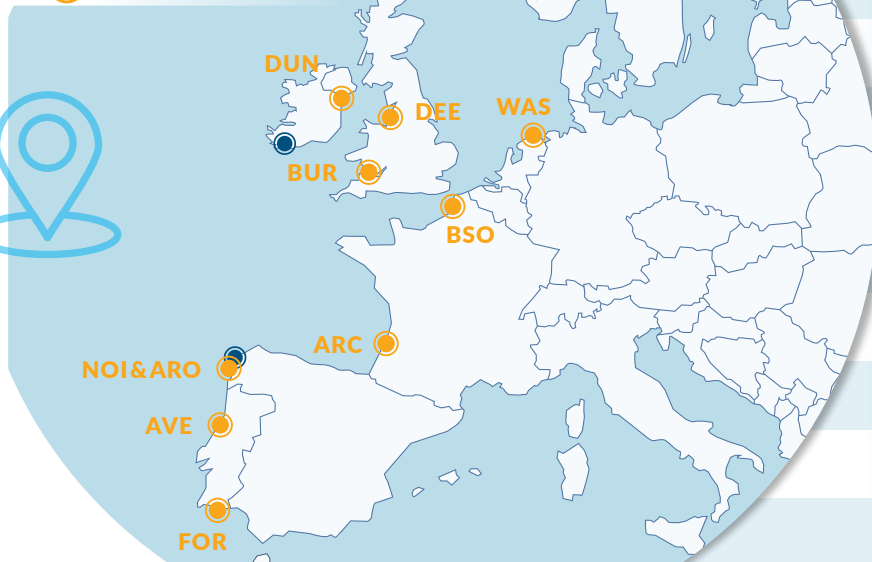 DUN
DEE
WAS
BUR
BSO
ARC
NOI&ARO
AVE
FOR